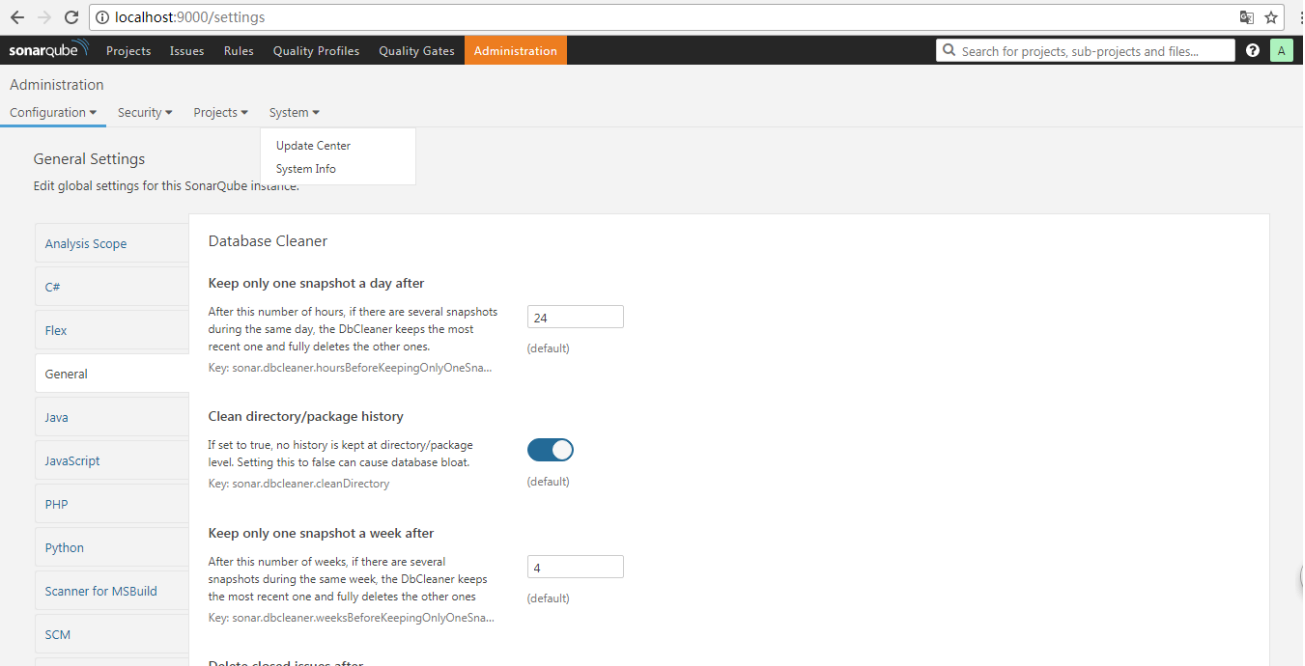 localhost:9000/settings
sonarqube Projects Issues Rules Quality Profiles Quality Gates Administration Search for projects, sub-projects and files... ? A
Administration
Configuration Security Projects System
Update Center
System Info
General Settings
Edit global settings for this SonarQube instance.
Analysis Scope
C#
Flex
General
Java
JavaScript
PHP
Python
Scanner for MSBuild
SCM
Database Cleaner
Keep only one snapshot a day after
After this number of hours, if there are several snapshots
during the same day, the DbCleaner keeps the most
recent one and fully deletes the other ones.
Key: sonar.dbcleaner.hoursBeforeKeepingOnlyOneSna...
24
(default)
Clean directory/package history
If set to true, no history is kept at directory/package
level. Setting this to false can cause database bloat.
Key: sonar.dbcleaner.cleanDirectory
(default)
Keep only one snapshot a week after
After this number of weeks, if there are several
snapshots during the same week, the DbCleaner keeps
the most recent one and fully deletes the other ones
Key: sonar.dbcleaner.weeksBeforeKeepingOnlyOneSna...
4
(default)
Delete closed issues after